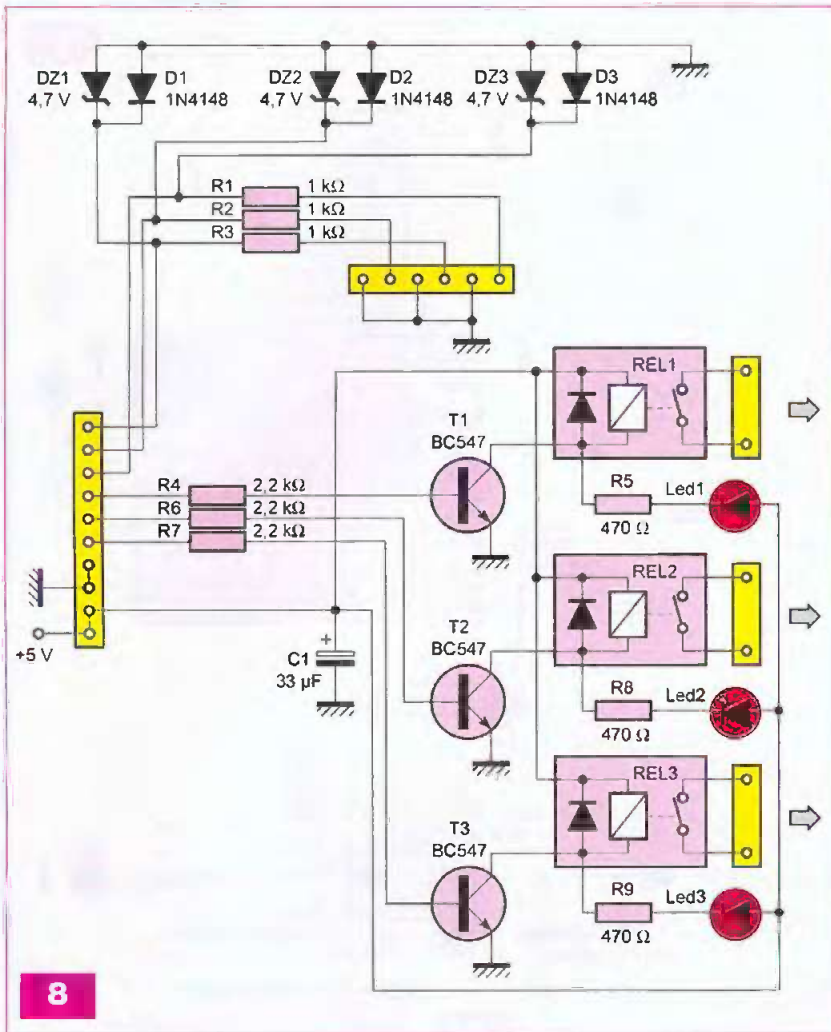 DZ1
4,7 V
D1
1N4148
DZ2
4,7 V
D2
1N4148
DZ3
4,7 V
D3
1N4148
R1 1 kΩ
R2 1 kΩ
R3 1 kΩ
REL1
T1
BC547
R4 2,2 kΩ
R6 2,2 kΩ
R7 2,2 kΩ
R5
470 Ω
Led1
REL2
+5 V
+
C1
33 µF
T2
BC547
R8
470 Ω
Led2
REL3
T3
BC547
R9
470 Ω
Led3
8